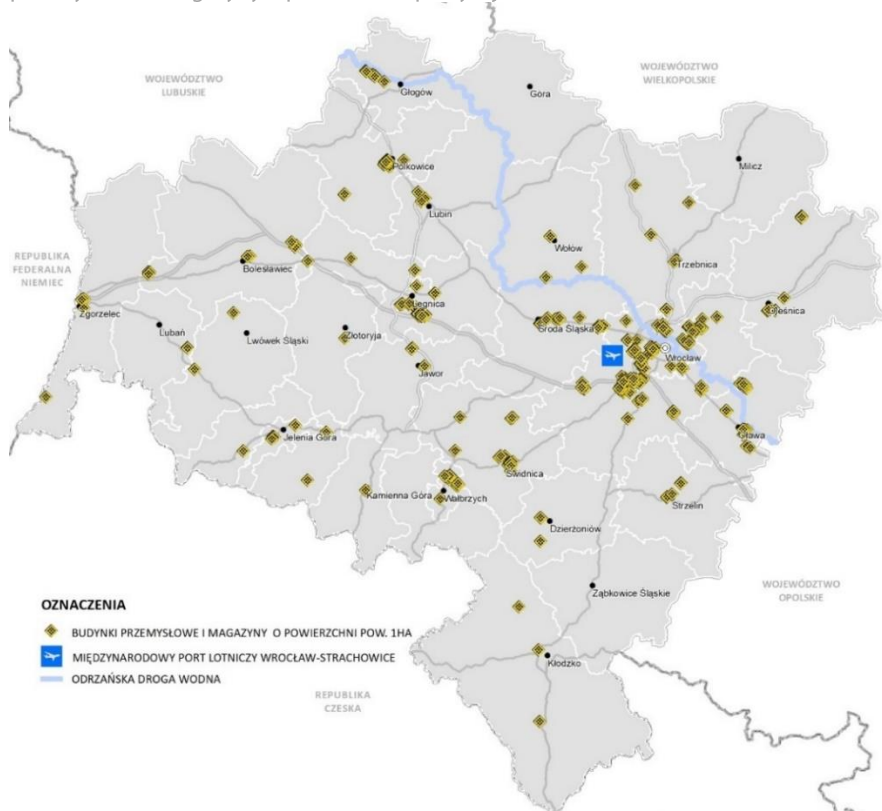 WOJEWÓDZTWO
LUBUSKIE
WOJEWÓDZTWO
WIELKOPOLSKIE
Głogów
Góra
Milicz
Polkowice
Lubin
Wołów
REPUBLIKA
FEDERALNA
NIEMIEC
Bolesławiec
Trzebnica
Zgorzelec
Legnica
Oleśnica
Lubań
Lwówek Śląski
Złotoryja
Środa Śląska
Wrocław
Jawor
Jelenia Góra
Oława
Świdnica
Kamienna Góra
Wałbrzych
Strzelin
Dzierżoniów
Ząbkowice Śląskie
WOJEWÓDZTWO
OPOLSKIE
OZNACZENIA
BUDYNKI PRZEMYSŁOWE I MAGAZYNY O POWIERZCHNI POW. 1HA
MIĘDZYNARODOWY PORT LOTNICZY WROCŁAW-STRACHOWICE
ODRZAŃSKA DROGA WODNA
Kłodzko
REPUBLIKA
CZESKA